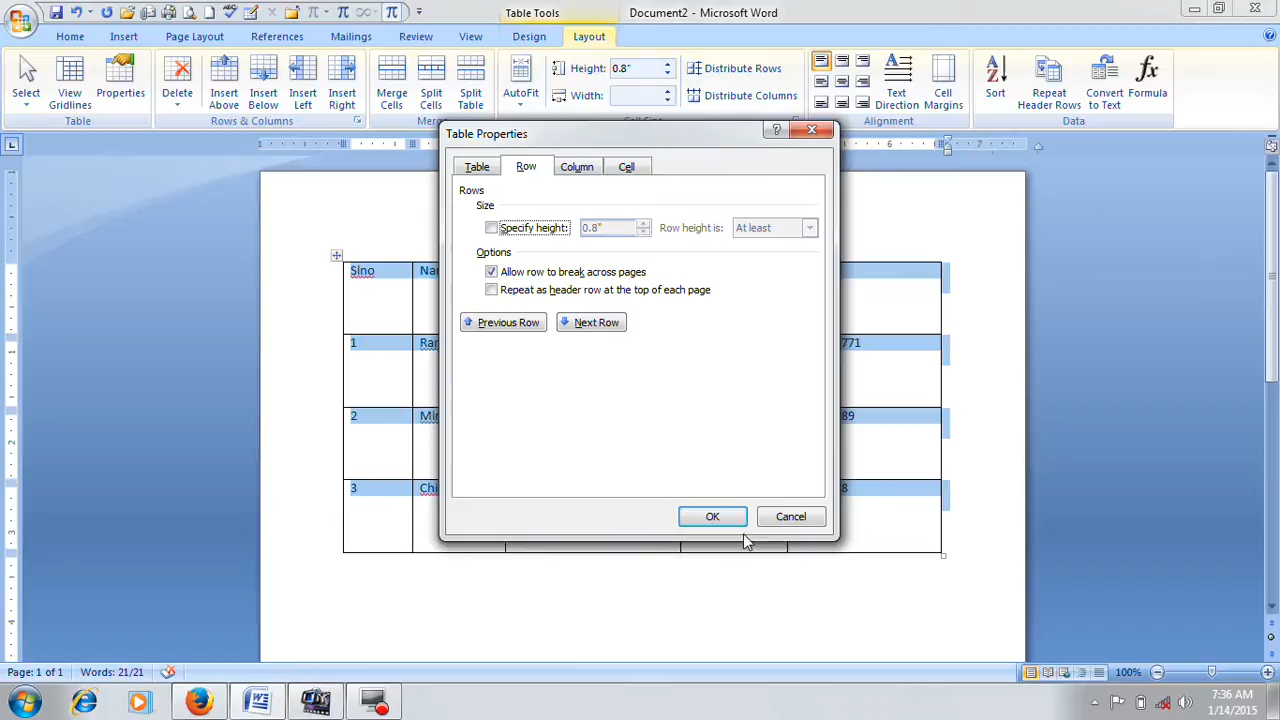 Table Tools
Document2 - Microsoft Word
Home Insert Page Layout References Mailings Review View Design Layout
Select
View Gridlines
Properties
Delete
Insert Above
Insert Below
Insert Left
Insert Right
Merge Cells
Split Cells
Split Table
AutoFit
Height: 0.8"
Width:
Distribute Rows
Distribute Columns
Text Direction
Cell Margins
Sort
Repeat Header Rows
Convert to Text
Formula
Table
Rows & Columns
Alignment
Data
Table Properties
Table Row Column Cell
Rows
Size
Specify height: 0.8" Row height is: At least
Options
Allow row to break across pages
Repeat as header row at the top of each page
Previous Row Next Row
OK Cancel
Slno
1 771
2 89
3 8
Page: 1 of 1 Words: 21/21 100%
7:36 AM
1/14/2015